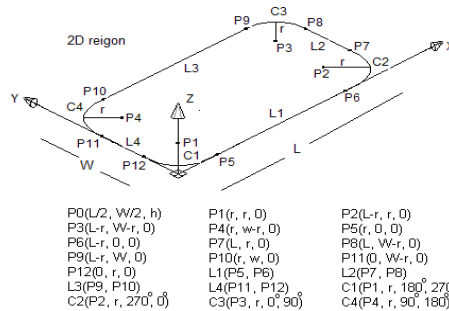 2D reigon
P9
C3
r
P3
P8
L2
P7
X
P2
r
C2
L3
Y
P10
C4
r
P4
Z
L1
P6
P1
P11
L4
P12
C1
P5
W
L
P0(L/2, W/2, h) P1(r, r, 0) P2(L-r, r, 0)
P3(L-r, W-r, 0) P4(r, w-r, 0) P5(r, 0, 0)
P6(L-r, 0, 0) P7(L, r, 0) P8(L, W-r, 0)
P9(L-r, W, 0) P10(r, w, 0) P11(0, W-r, 0)
P12(0, r, 0) L1(P5, P6) L2(P7, P8)
L3(P9, P10) L4(P11, P12) C1(P1, r, 180°, 270
C2(P2, r, 270°, 0°) C3(P3, r, 0°, 90°) C4(P4, r, 90°, 180°